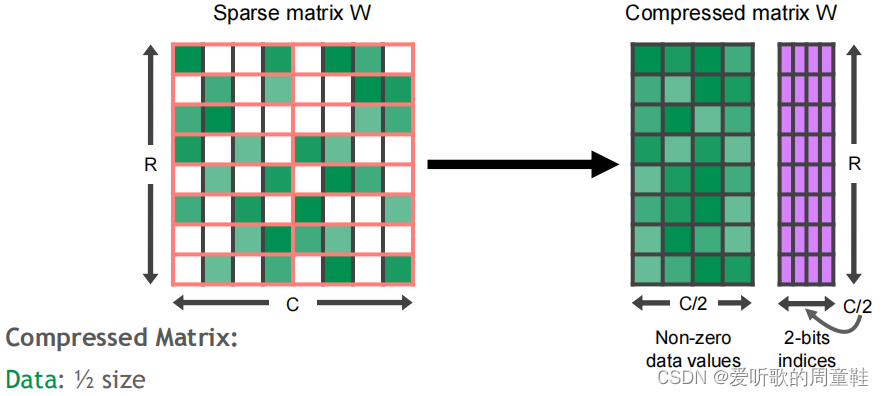 Sparse matrix W
Compressed matrix W
R
R
C
C/2
C/2
Non-zero
data values
2-bits
indices
Compressed Matrix:
Data: ½ size
CSDN @爱听歌的周童鞋